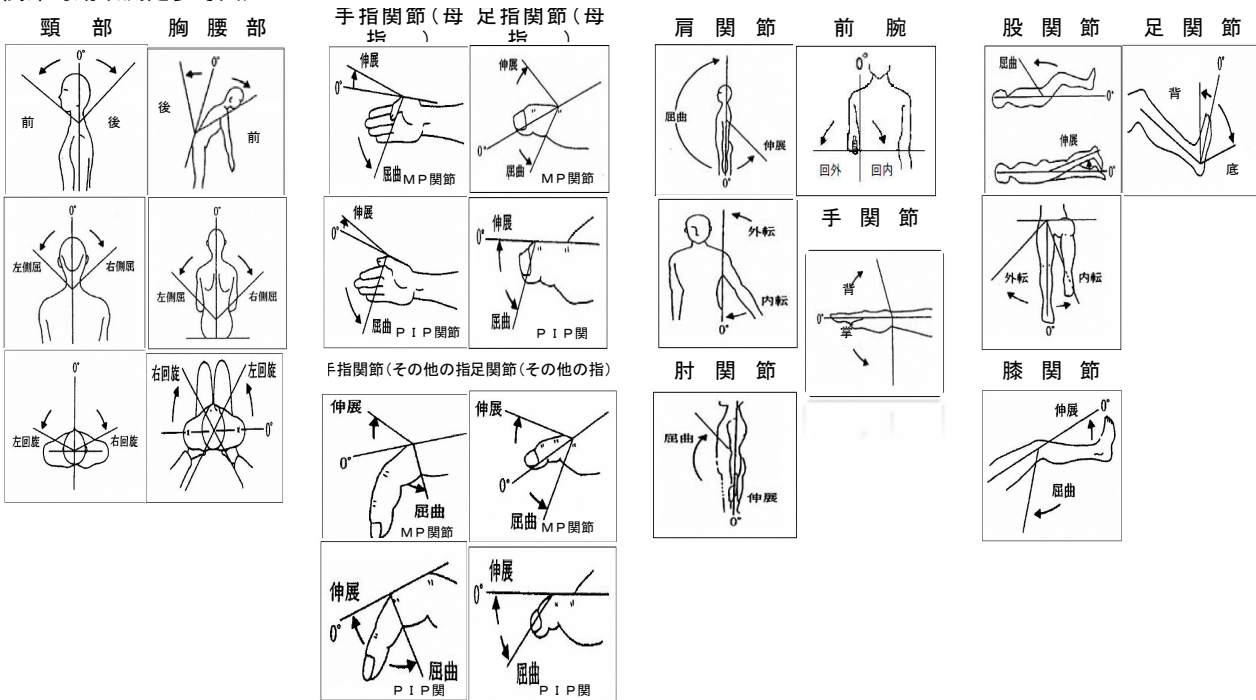 頸 部
0°
前
後
0°
左側屈
右側屈
0°
左回旋
右回旋
胸 腰 部
0°
後
前
0°
左側屈
右側屈
右回旋
左回旋
0°
手指関節(母
指 )
伸展
0°
屈曲
MP関節
伸展
0°
屈曲
PIP関節
足指関節(母
指 )
伸展
0°
屈曲
MP関節
伸展
0°
屈曲
PIP関
手指関節(その他の指
伸展
0°
屈曲
MP関節
伸展
0°
屈曲
PIP関
足関節(その他の指)
伸展
0°
屈曲
MP関節
伸展
0°
屈曲
PIP関
肩 関 節
屈曲
伸展
0°
外転
内転
0°
肘 関 節
屈曲
伸展
0°
前 腕
0°
回外
回内
手 関 節
背
0°
掌
股 関 節
屈曲
0°
伸展
0°
外転
内転
0°
膝 関 節
伸展
0°
屈曲
足 関 節
0°
背
底